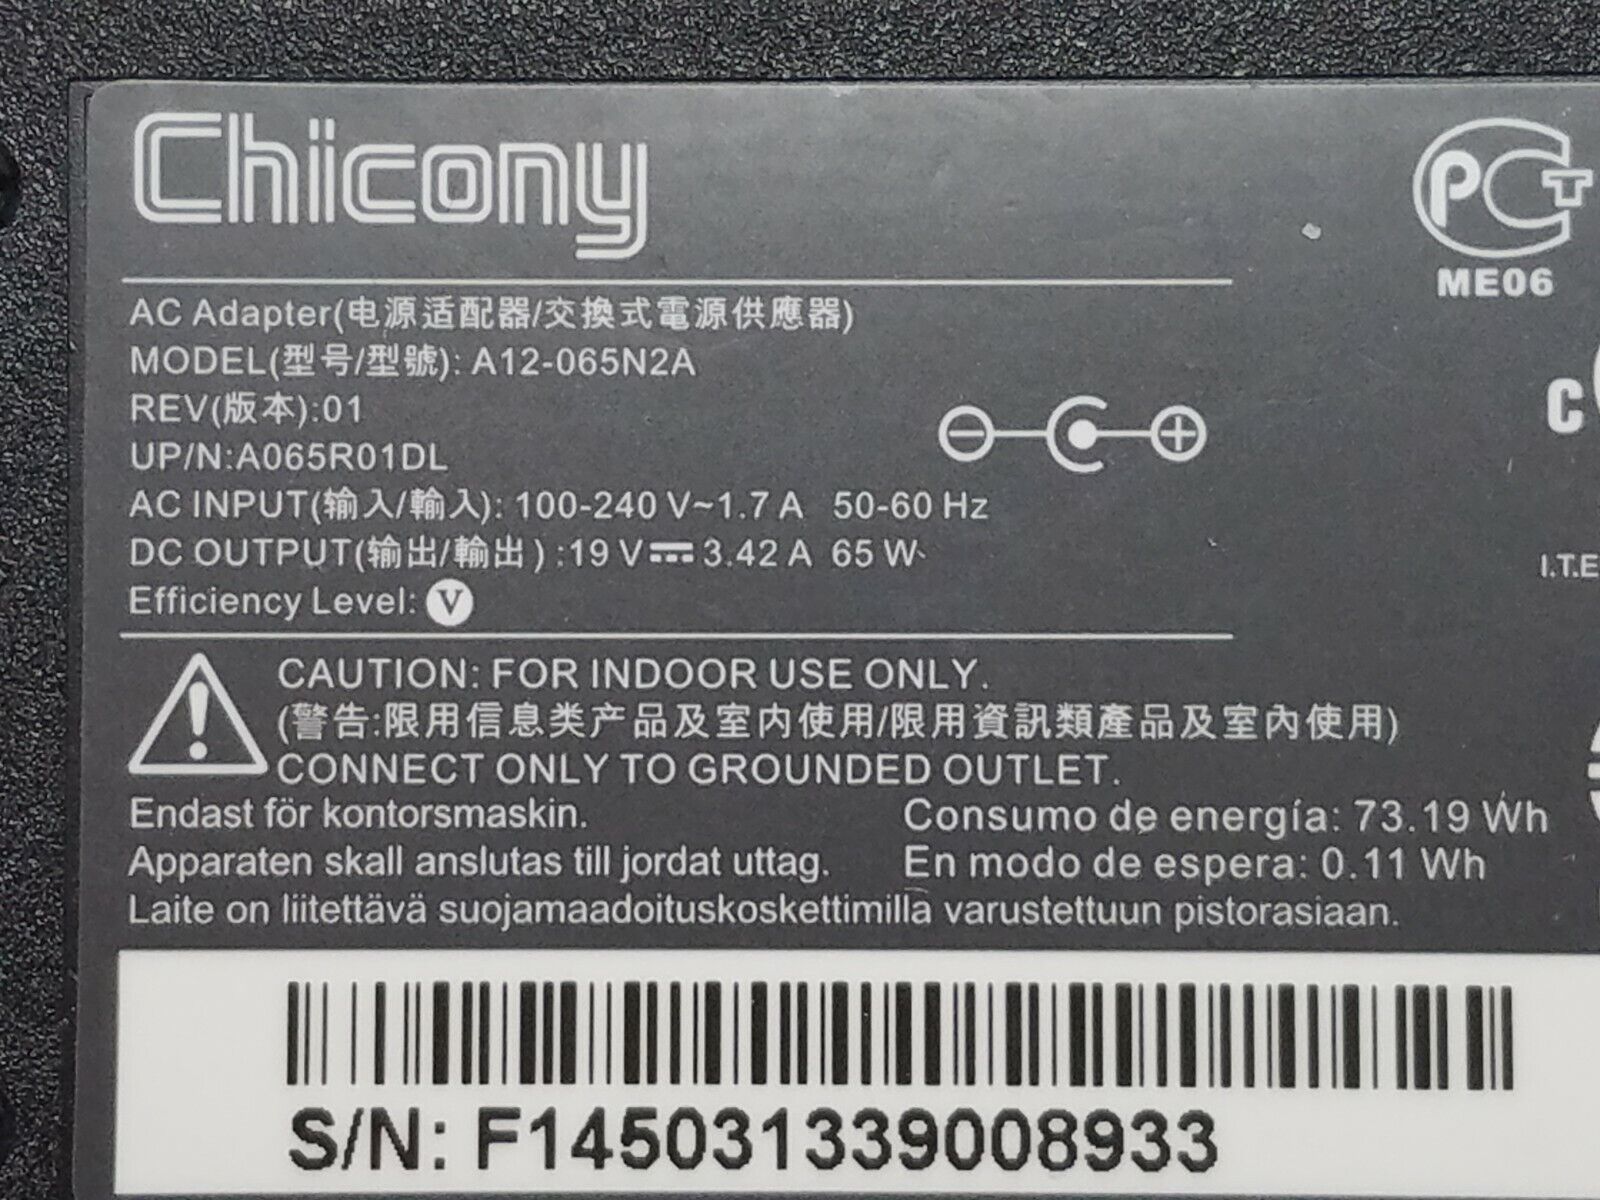 Chicony
PCT
ME06
AC Adapter(电源适配器/交換式電源供應器)
MODEL(型号/型號): A12-065N2A
REV(版本):01
UP/N:A065R01DL
C
AC INPUT(输入/輸入): 100-240 V~1.7 A 50-60 Hz
DC OUTPUT(输出/輸出) :19 V⎓3.42 A 65 W
I.T.E
Efficiency Level: V
CAUTION: FOR INDOOR USE ONLY.
(警告:限用信息类产品及室内使用/限用資訊類產品及室內使用)
CONNECT ONLY TO GROUNDED OUTLET.
Endast för kontorsmaskin.
Consumo de energía: 73.19 Wh
Apparaten skall anslutas till jordat uttag.
En modo de espera: 0.11 Wh
Laite on liitettävä suojamaadoituskoskettimilla varustettuun pistorasiaan.
S/N: F145031339008933